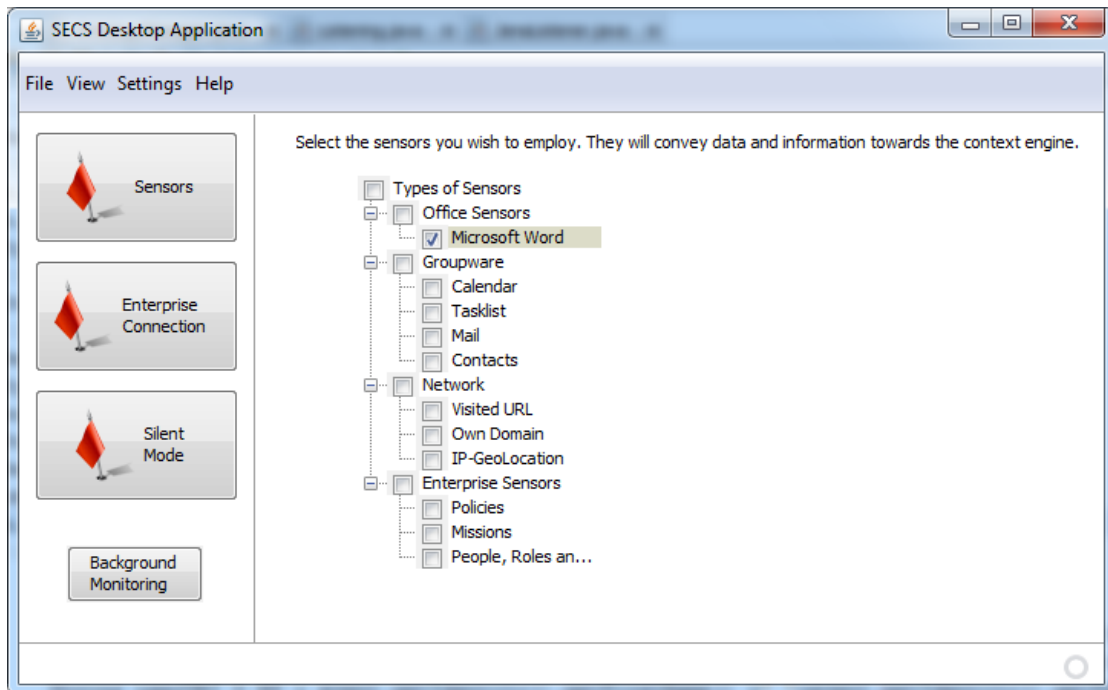 SECS Desktop Application
File View Settings Help
Sensors
Enterprise
Connection
Silent
Mode
Background
Monitoring
Select the sensors you wish to employ. They will convey data and information towards the context engine.
Types of Sensors
Office Sensors
Microsoft Word
Groupware
Calendar
Tasklist
Mail
Contacts
Network
Visited URL
Own Domain
IP-GeoLocation
Enterprise Sensors
Policies
Missions
People, Roles an...